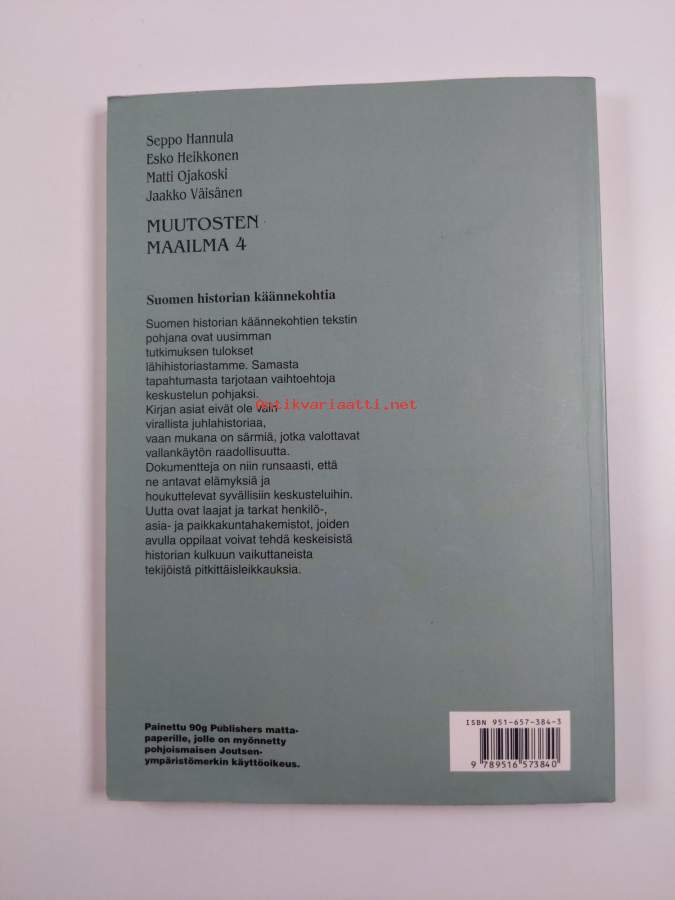 Seppo Hannula
Esko Heikkonen
Matti Ojakoski
Jaakko Väisänen
MUUTOSTEN
MAAILMA 4
Suomen historian käännekohtia
Suomen historian käännekohtien tekstin
pohjana ovat uusimman
tutkimuksen tulokset
lähihistoriastamme. Samasta
tapahtumasta tarjotaan vaihtoehtoja
keskustelun pohjaksi.
Antikvariaatti.net
Kirjan asiat eivät ole vain
virallista juhlahistoriaa,
vaan mukana on särmiä, jotka valottavat
vallankäytön raadollisuutta.
Dokumentteja on niin runsaasti, että
ne antavat elämyksiä ja
houkuttelevat syvällisiin keskusteluihin.
Uutta ovat laajat ja tarkat henkilö-,
asia- ja paikkakuntahakemistot, joiden
avulla oppilaat voivat tehdä keskeisistä
historian kulkuun vaikuttaneista
tekijöistä pitkittäisleikkauksia.
Painettu 90g Publishers matta-
paperille, jolle on myönnetty
pohjoismaisen Joutsen-
ympäristömerkin käyttöoikeus.
ISBN 951-657-384-3
9 789516 573840